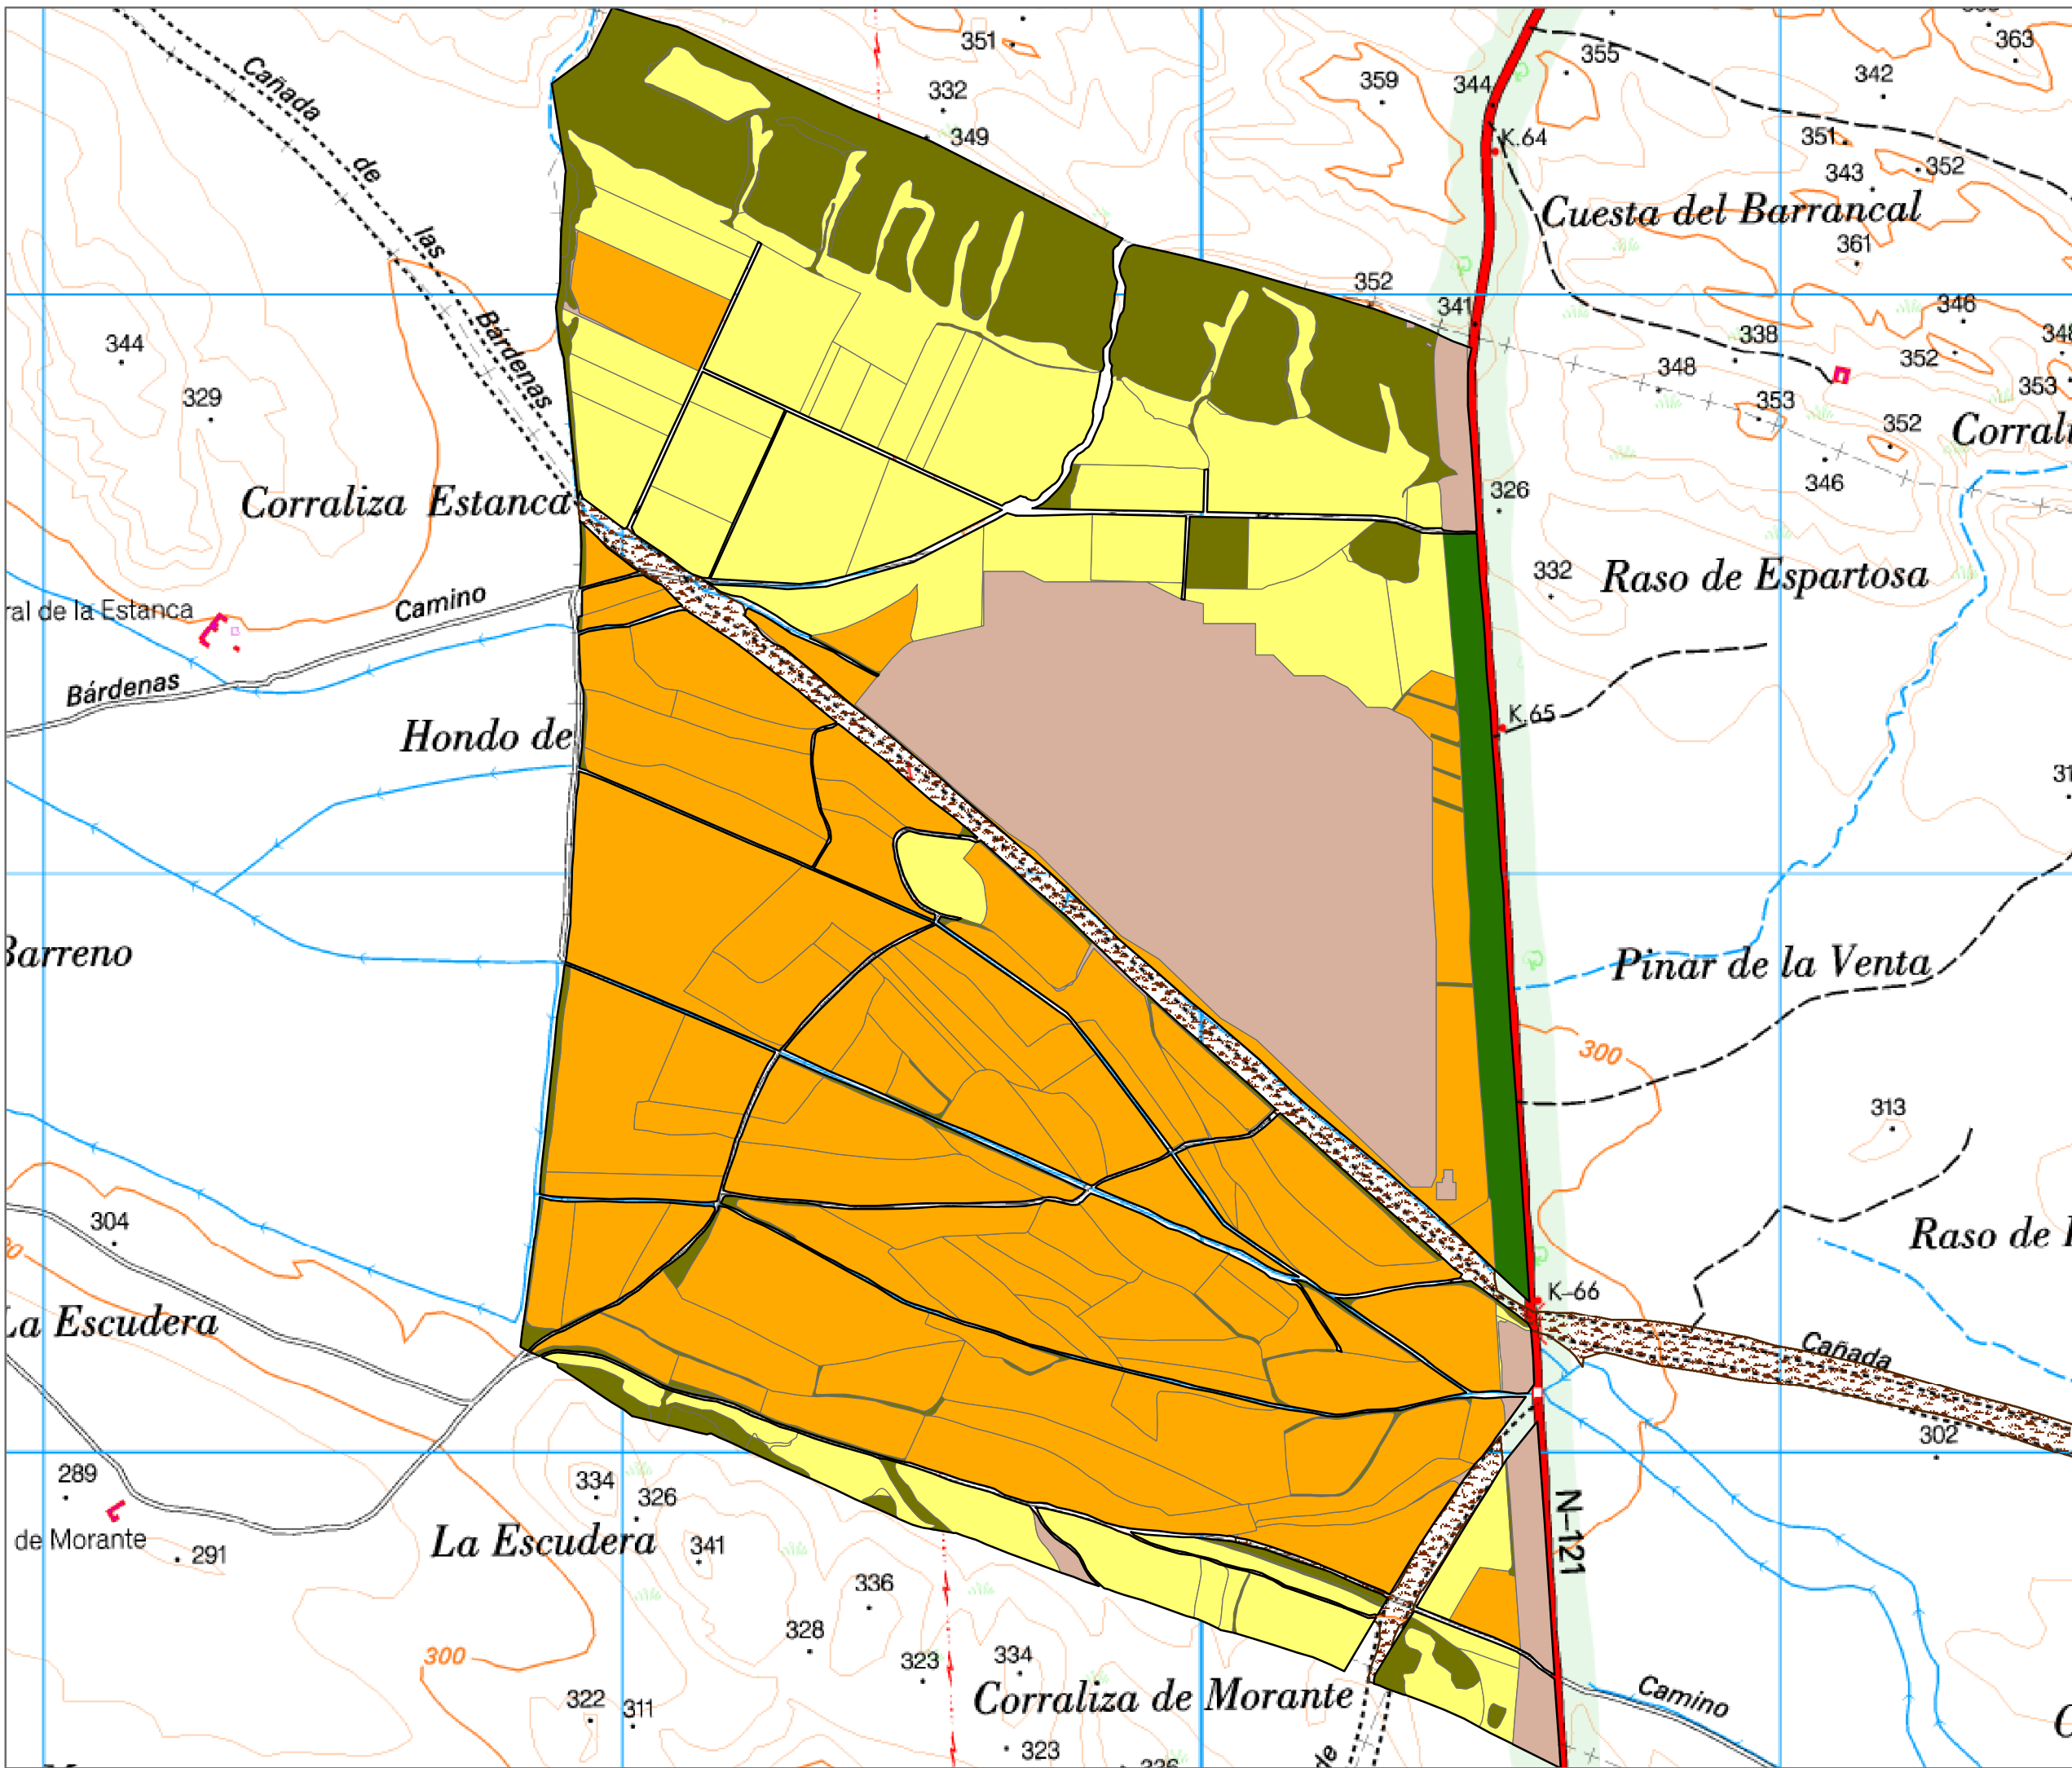 351
363
355
342
359
344
Cañada
332
349
K.64
351
352
343
de
Cuesta del Barrancal
las
361
352
341
346
338
Bárdenas
344
348
352
348
353
329
353
352
Corraliza Estanca
326
346
332
Raso de Espartosa
Camino
ral de la Estanca
Bárdenas
K.65
Hondo de
Barreno
Pinar de la Venta
300
313
304
Raso de
K-66
La Escudera
Cañada
302
289
334
326
N-121
de Morante
291
La Escudera
341
336
328
323
334
300
Corraliza de Morante
Camino
322
311
323
de